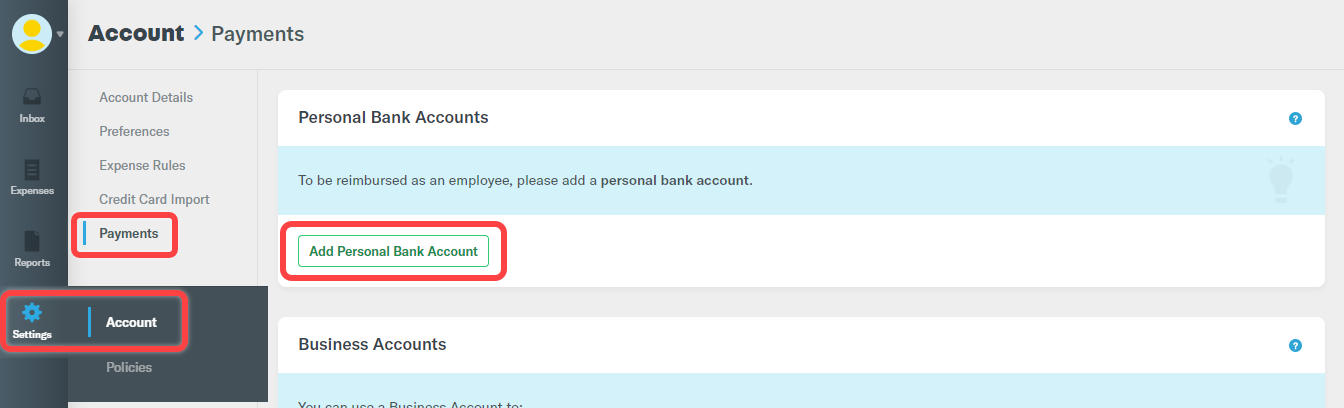 Account > Payments
Inbox
Expenses
Reports
Settings
Account Details
Preferences
Expense Rules
Credit Card Import
Payments
Account
Policies
Personal Bank Accounts
?
To be reimbursed as an employee, please add a personal bank account.
Add Personal Bank Account
Business Accounts
?
You can use a Business Account to: